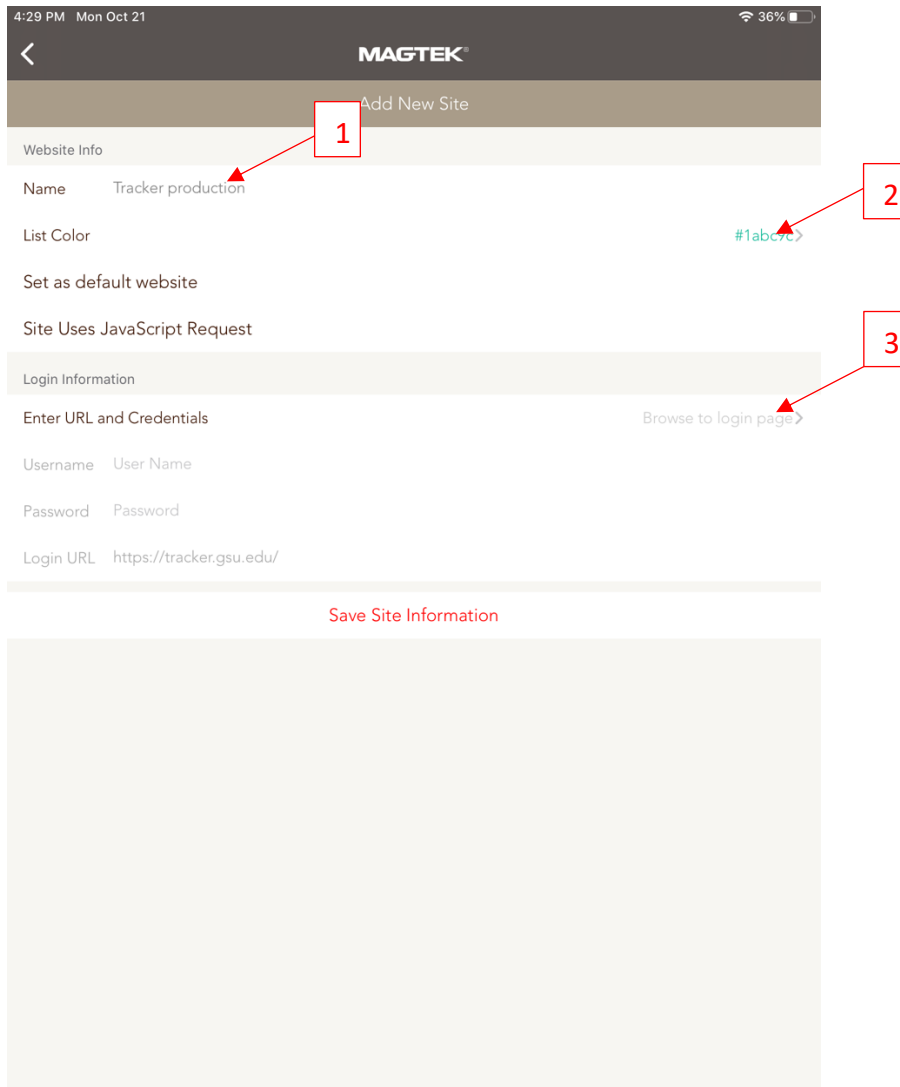 4:29 PM Mon Oct 21 36%
MAGTEK®
Add New Site
1
Website Info
Name Tracker production
2
List Color #1abc9c
Set as default website
Site Uses JavaScript Request
3
Login Information
Enter URL and Credentials Browse to login page
Username User Name
Password Password
Login URL https://tracker.gsu.edu/
Save Site Information